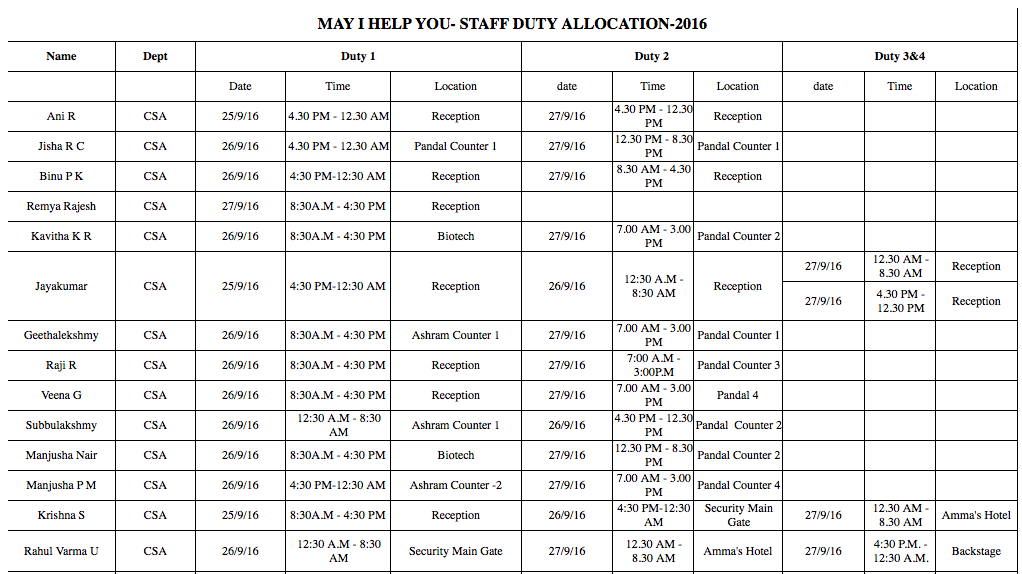 MAY I HELP YOU- STAFF DUTY ALLOCATION-2016
Name Dept Duty 1 Duty 2 Duty 3&4
Date Time Location date Time Location date Time Location
Ani R CSA 25/9/16 4.30 PM - 12.30 AM Reception 27/9/16 4.30 PM - 12.30 PM Reception
Jisha R C CSA 26/9/16 4.30 PM - 12.30 AM Pandal Counter 1 27/9/16 12.30 PM - 8.30 PM Pandal Counter 1
Binu P K CSA 26/9/16 4:30 PM-12:30 AM Reception 27/9/16 8.30 AM - 4.30 PM Reception
Remya Rajesh CSA 27/9/16 8:30A.M - 4:30 PM Reception
Kavitha K R CSA 26/9/16 8:30A.M - 4:30 PM Biotech 27/9/16 7.00 AM - 3.00 PM Pandal Counter 2
Jayakumar CSA 25/9/16 4:30 PM-12:30 AM Reception 26/9/16 12:30 A.M - 8:30 AM Reception 27/9/16 12.30 AM - 8.30 AM Reception
27/9/16 4.30 PM - 12.30 PM Reception
Geethalekshmy CSA 26/9/16 8:30A.M - 4:30 PM Ashram Counter 1 27/9/16 7.00 AM - 3.00 PM Pandal Counter 1
Raji R CSA 26/9/16 8:30A.M - 4:30 PM Reception 27/9/16 7:00 A.M - 3:00P.M Pandal Counter 3
Veena G CSA 26/9/16 8:30A.M - 4:30 PM Reception 27/9/16 7.00 AM - 3.00 PM Pandal 4
Subbulakshmy CSA 26/9/16 12:30 A.M - 8:30 AM Ashram Counter 1 26/9/16 4.30 PM - 12.30 PM Pandal Counter 2
Manjusha Nair CSA 26/9/16 8:30A.M - 4:30 PM Biotech 27/9/16 12.30 PM - 8.30 PM Pandal Counter 2
Manjusha P M CSA 26/9/16 4:30 PM-12:30 AM Ashram Counter -2 27/9/16 7.00 AM - 3.00 PM Pandal Counter 4
Krishna S CSA 25/9/16 8:30A.M - 4:30 PM Reception 26/9/16 4:30 PM-12:30 AM Security Main Gate 27/9/16 12.30 AM - 8.30 AM Amma's Hotel
Rahul Varma U CSA 26/9/16 12:30 A.M - 8:30 AM Security Main Gate 27/9/16 12.30 AM - 8.30 AM Amma's Hotel 27/9/16 4:30 P.M. - 12:30 A.M. Backstage